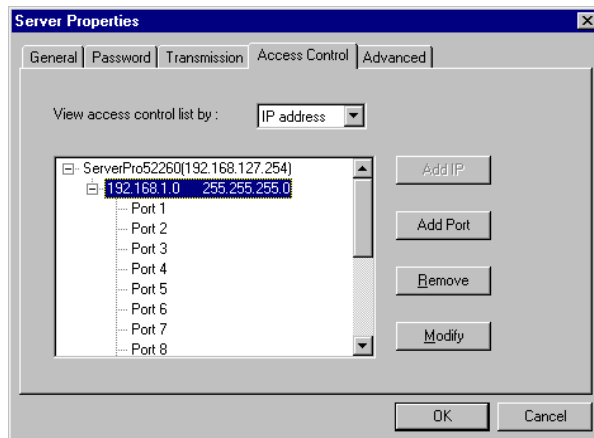 Server Properties
General Password Transmission Access Control Advanced
View access control list by : IP address
ServerPro52260(192.168.127.254)
192.168.1.0 255.255.255.0
Port 1
Port 2
Port 3
Port 4
Port 5
Port 6
Port 7
Port 8
Add IP
Add Port
Remove
Modify
OK Cancel